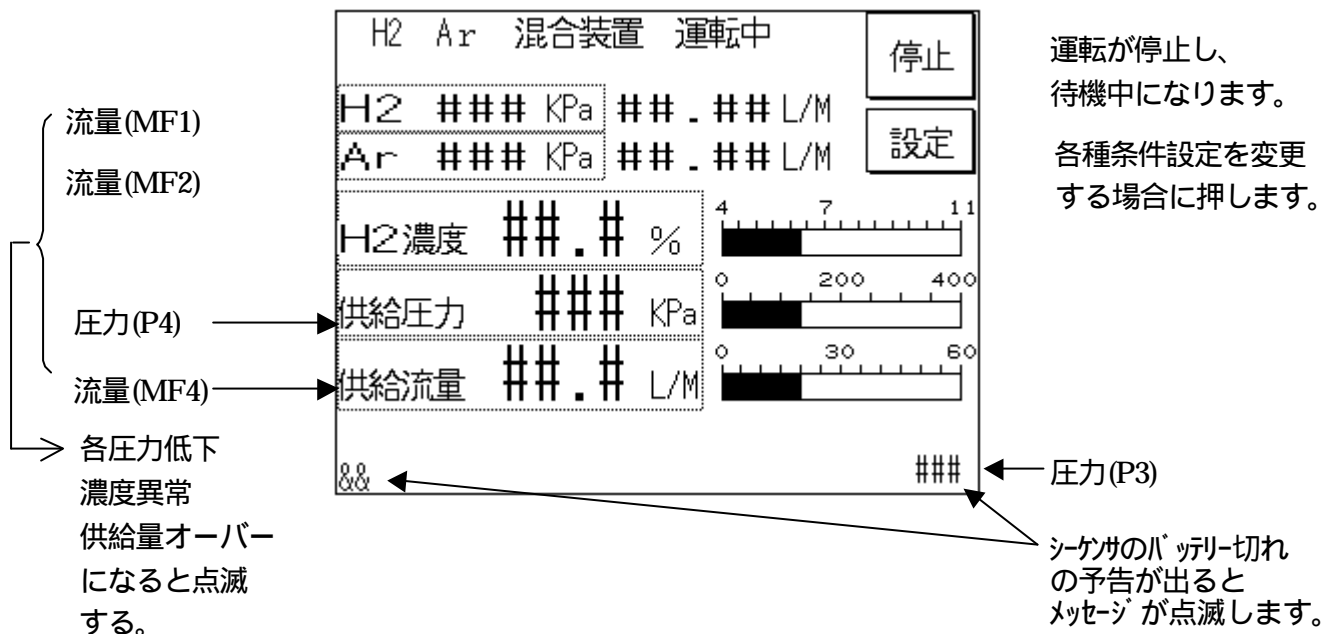 H2 Ar 混合装置 運転中
停止
設定
H2 ### KPa ##.## L/M
Ar ### KPa ##.## L/M
H2濃度 ##.# %
4 7 11
供給圧力 ### KPa
0 200 400
供給流量 ##.# L/M
0 30 60
&&
###
流量(MF1)
流量(MF2)
圧力(P4)
流量(MF4)
各圧力低下
濃度異常
供給量オーバー
になると点滅
する。
運転が停止し、
待機中になります。
各種条件設定を変更
する場合に押します。
圧力(P3)
ｼｰｹﾝｻのﾊﾞｯﾃﾘｰ切れ
の予告が出ると
ﾒｯｾｰｼﾞが点滅します。